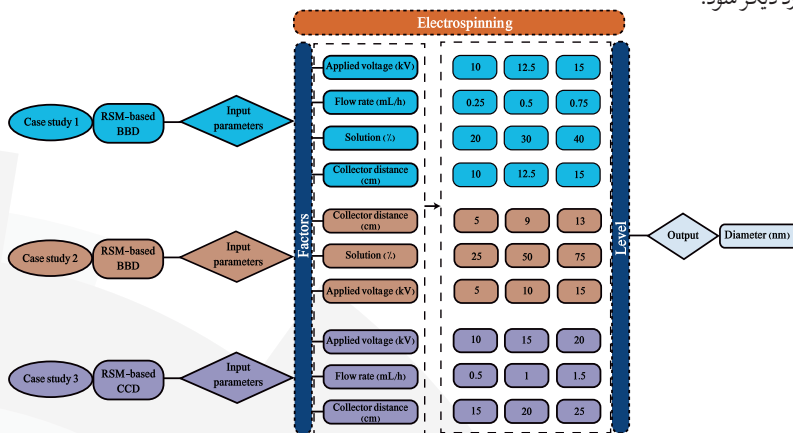 رد دیگر شود.
Electrospinning
Case study 1
RSM-based
BBD
Input
parameters
Factors
Applied voltage (kV)
10 12.5 15
Flow rate (mL/h)
0.25 0.5 0.75
Solution (٪)
20 30 40
Collector distance
(cm)
10 12.5 15
Case study 2
RSM-based
BBD
Input
parameters
Collector distance
(cm)
5 9 13
Solution (٪)
25 50 75
Applied voltage (kV)
5 10 15
Case study 3
RSM-based
CCD
Input
parameters
Applied voltage (kV)
10 15 20
Flow rate (mL/h)
0.5 1 1.5
Collector distance
(cm)
15 20 25
Level
Output
Diameter (nm)